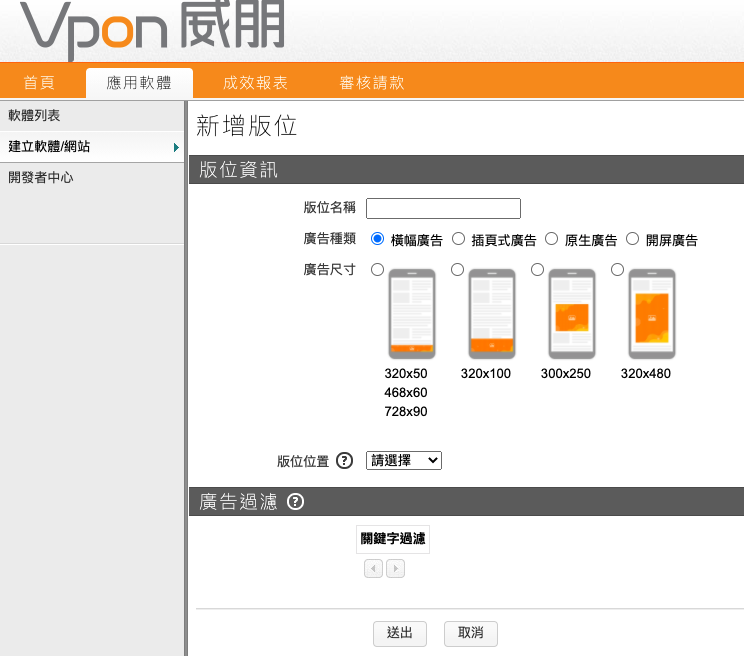 Vpon 威朋
首頁 應用軟體 成效報表 審核請款
軟體列表
建立軟體/網站
開發者中心
新增版位
版位資訊
版位名稱
廣告種類 橫幅廣告 插頁式廣告 原生廣告 開屏廣告
廣告尺寸
320x50 320x100 300x250 320x480
468x60
728x90
版位位置 ? 請選擇
廣告過濾 ?
關鍵字過濾
送出 取消